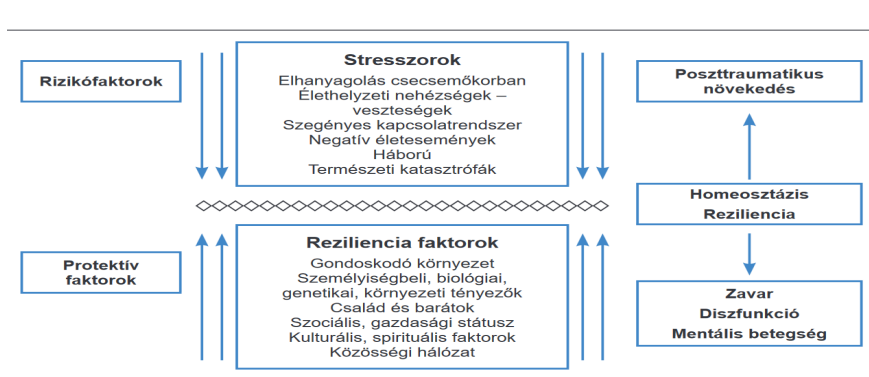 Rizikófaktorok
Stresszorok
Elhanyagolás csecsemőkorban
Élethelyzeti nehézségek –
veszteségek
Szegényes kapcsolatrendszer
Negatív életesemények
Háború
Természeti katasztrófák
Poszttraumatikus
növekedés
Homeosztázis
Reziliencia
Protektív
faktorok
Reziliencia faktorok
Gondoskodó környezet
Személyiségbeli, biológiai,
genetikai, környezeti tényezők
Család és barátok
Szociális, gazdasági státusz
Kulturális, spirituális faktorok
Közösségi hálózat
Zavar
Diszfunkció
Mentális betegség